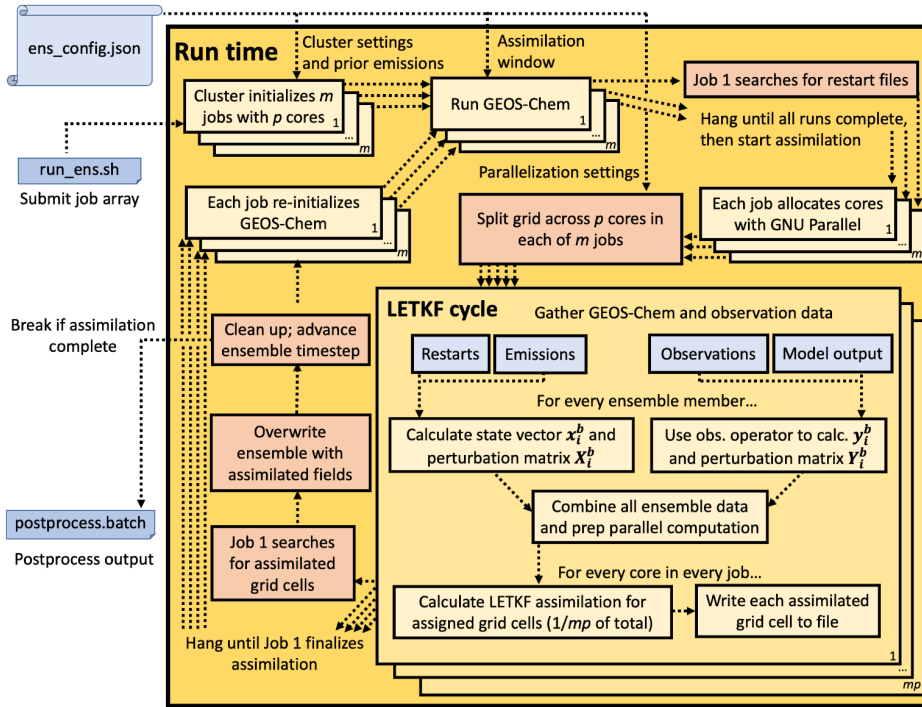 ens_config.json
Run time
Cluster settings
and prior emissions
Assimilation
window
Cluster initializes m
jobs with p cores
1
...
m
Run GEOS-Chem
1
...
m
Job 1 searches for restart files
Hang until all runs complete,
then start assimilation
run_ens.sh
Submit job array
Each job re-initializes
GEOS-Chem
1
...
m
Parallelization settings
Split grid across p cores in
each of m jobs
Each job allocates cores
with GNU Parallel
1
...
m
LETKF cycle
Gather GEOS-Chem and observation data
Restarts
Emissions
Observations
Model output
For every ensemble member...
Calculate state vector x_i^b and
perturbation matrix X_i^b
Use obs. operator to calc. y_i^b
and perturbation matrix Y_i^b
Combine all ensemble data
and prep parallel computation
For every core in every job...
Calculate LETKF assimilation for
assigned grid cells (1/mp of total)
Write each assimilated
grid cell to file
1
...
mp
Break if assimilation
complete
Clean up; advance
ensemble timestep
Overwrite
ensemble with
assimilated fields
postprocess.batch
Postprocess output
Job 1 searches
for assimilated
grid cells
Hang until Job 1 finalizes
assimilation